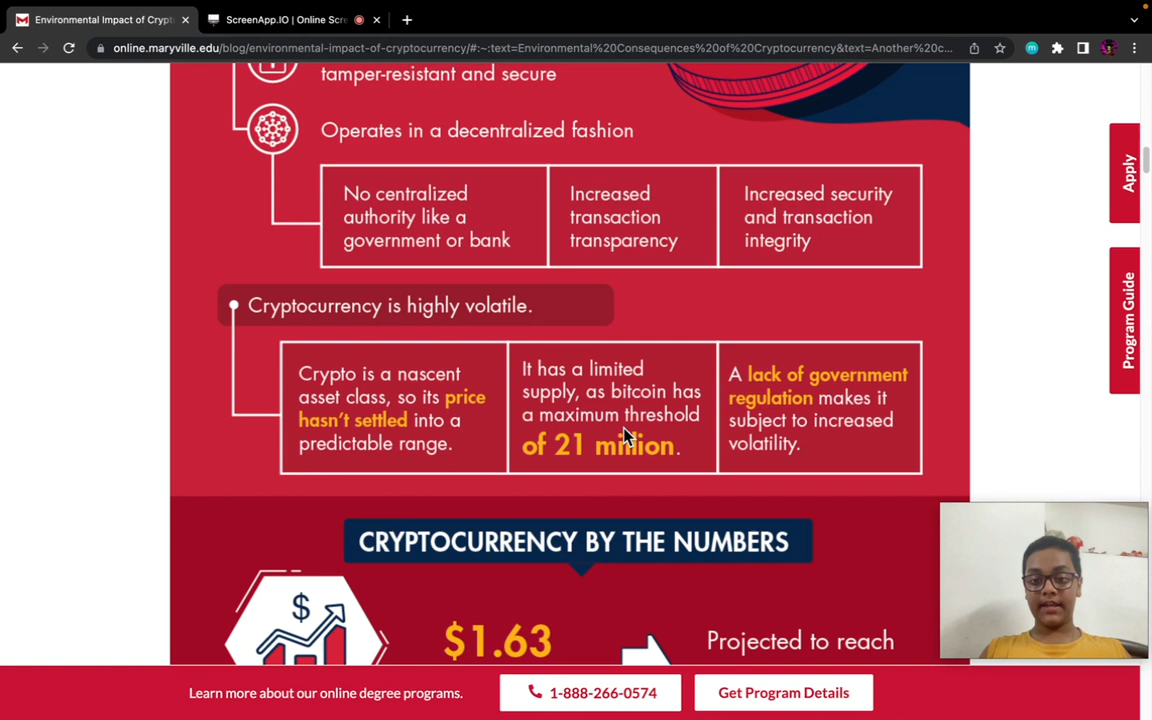 Environmental Impact of Crypt
ScreenApp.IO | Online Scre
online.maryville.edu/blog/environmental-impact-of-cryptocurrency/#:~:text=Environmental%20Consequences%20of%20Cryptocurrency&text=Another%20c...
tamper-resistant and secure
Operates in a decentralized fashion
No centralized
authority like a
government or bank
Increased
transaction
transparency
Increased security
and transaction
integrity
Cryptocurrency is highly volatile.
Crypto is a nascent
asset class, so its price
hasn't settled into a
predictable range.
It has a limited
supply, as bitcoin has
a maximum threshold
of 21 million.
A lack of government
regulation makes it
subject to increased
volatility.
CRYPTOCURRENCY BY THE NUMBERS
$
$1.63
Projected to reach
Apply
Program Guide
Learn more about our online degree programs.
1-888-266-0574
Get Program Details